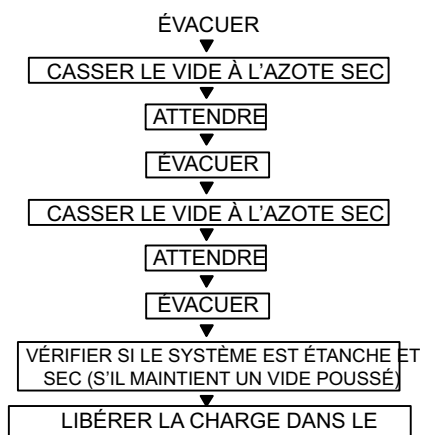 ÉVACUER
CASSER LE VIDE À L’AZOTE SEC
ATTENDRE
ÉVACUER
CASSER LE VIDE À L’AZOTE SEC
ATTENDRE
ÉVACUER
VÉRIFIER SI LE SYSTÈME EST ÉTANCHE ET
SEC (S’IL MAINTIENT UN VIDE POUSSÉ)
LIBÉRER LA CHARGE DANS LE